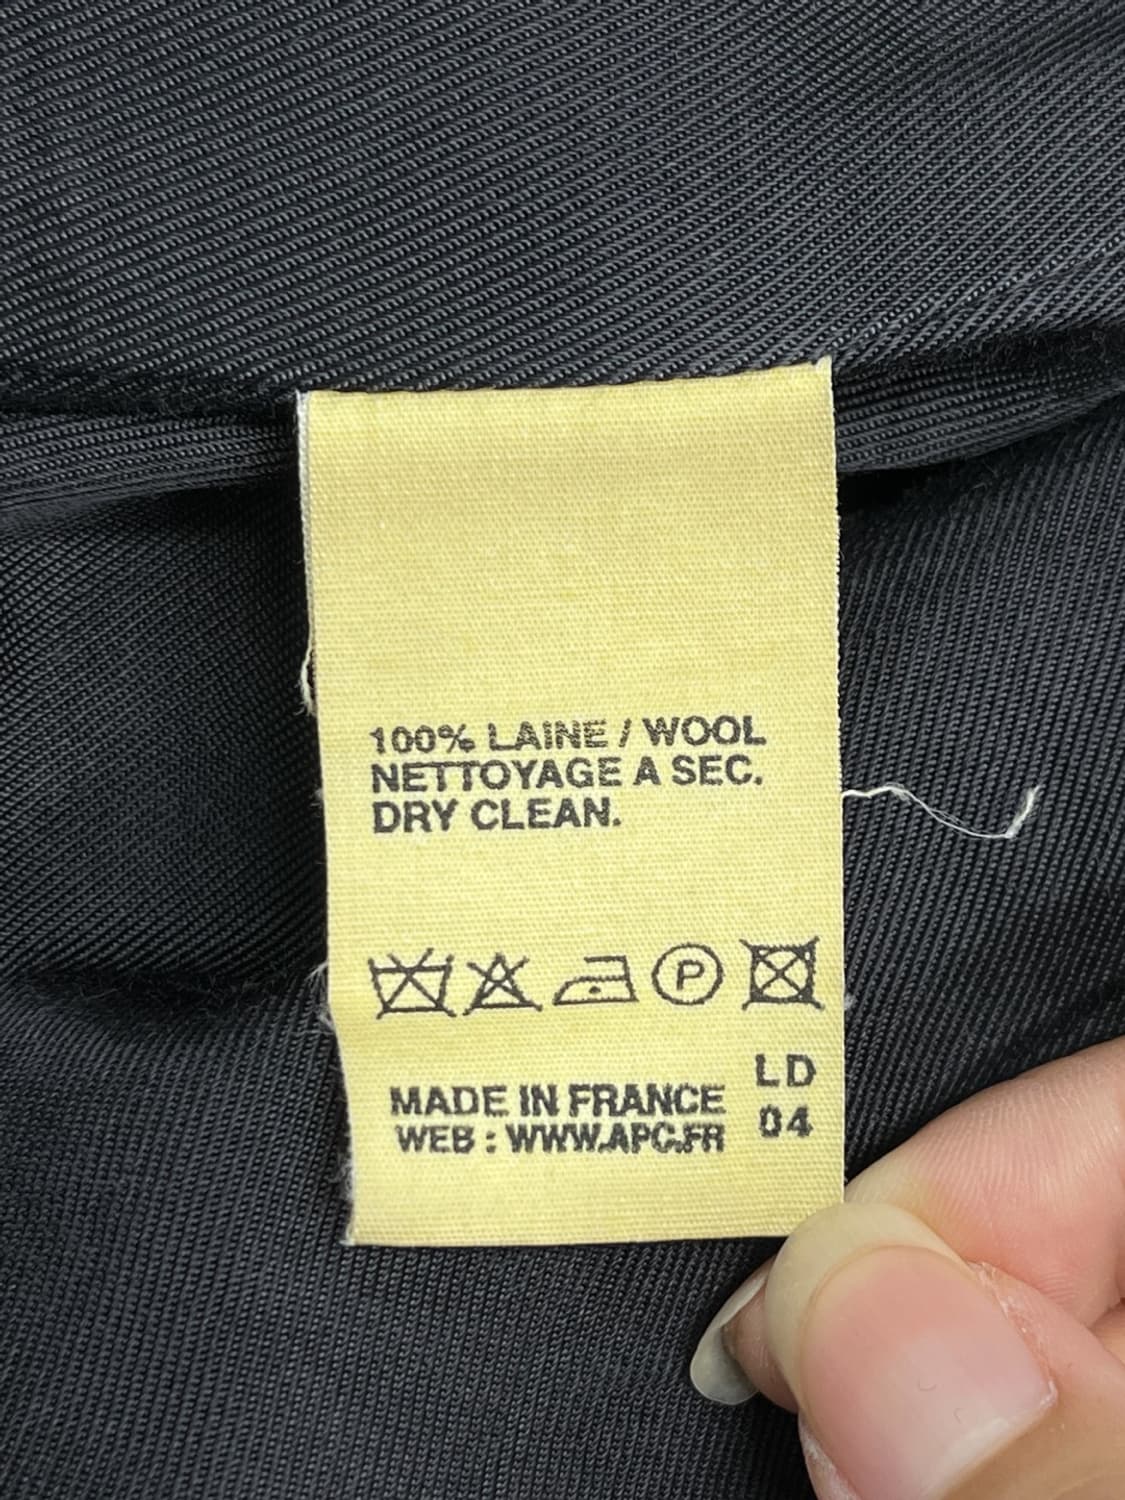 100% LAINE / WOOL
NETTOYAGE A SEC.
DRY CLEAN.
P
MADE IN FRANCE
WEB : WWW.APC.FR
LD
04